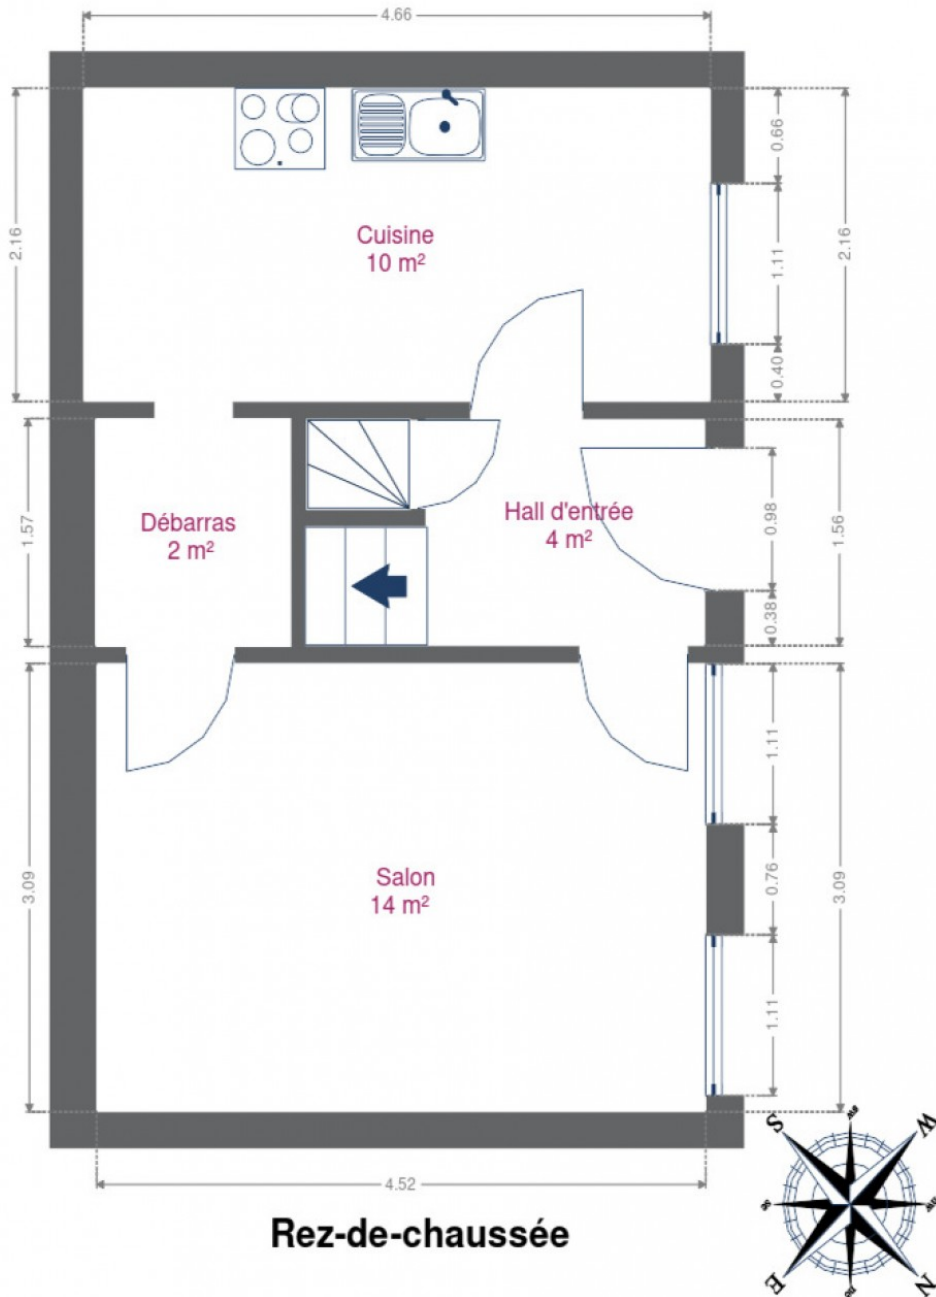 4.66
2.16
0.66
1.11
2.16
0.40
Cuisine
10 m²
1.57
Débarras
2 m²
Hall d'entrée
4 m²
0.98
1.56
0.38
3.09
Salon
14 m²
1.11
0.76
3.09
1.11
4.52
S
W
E
N
Rez-de-chaussée